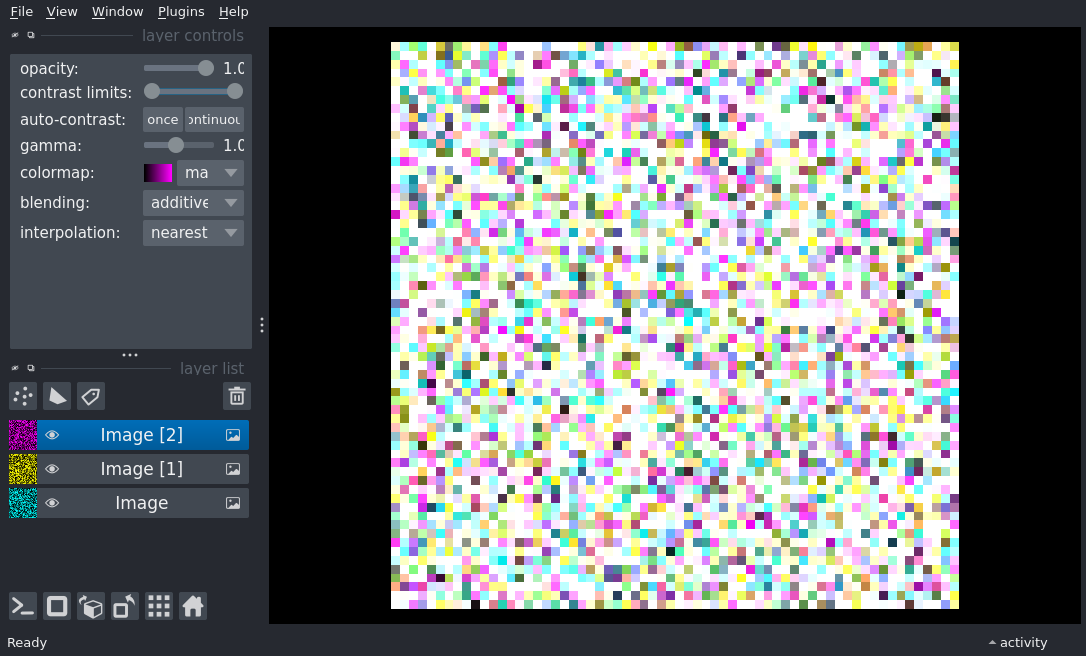 File View Window Plugins Help
layer controls
opacity: 1.0
contrast limits:
auto-contrast: once ontinuou
gamma: 1.0
colormap: ma
blending: additive
interpolation: nearest
layer list
Image [2]
Image [1]
Image
Ready activity